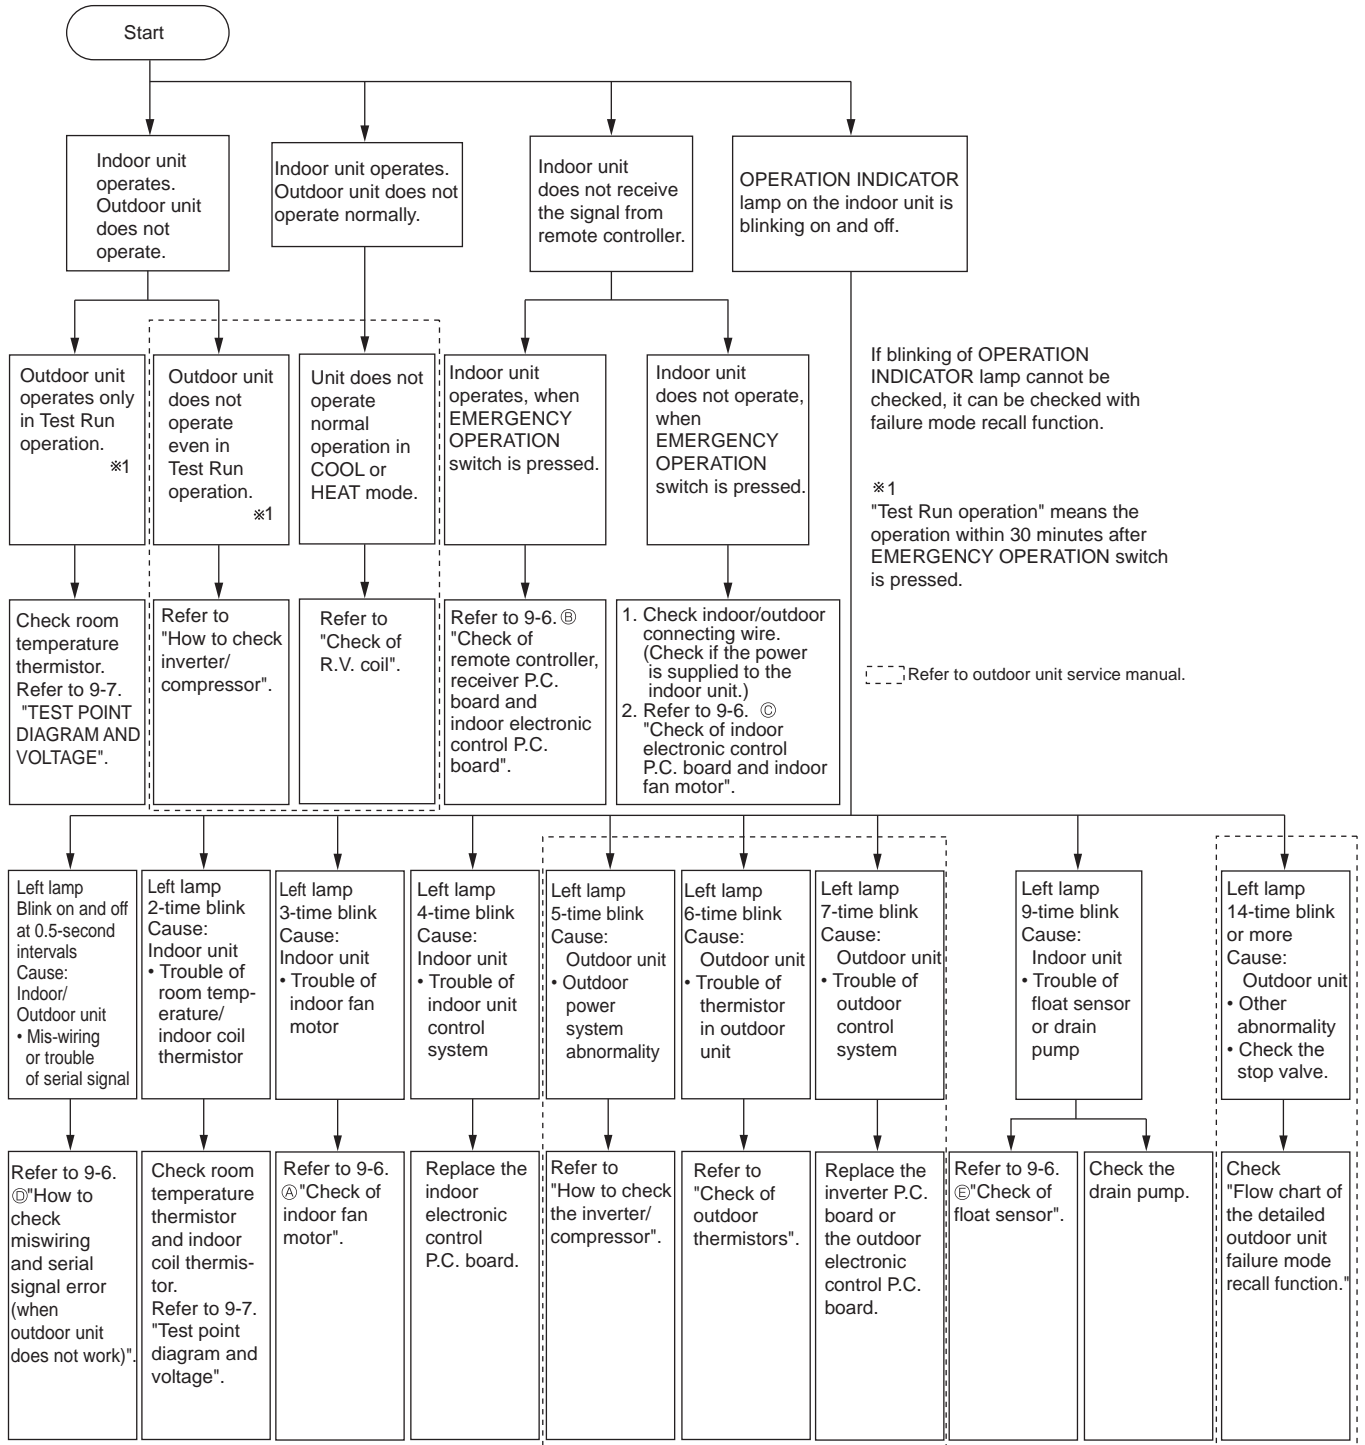 Start
Indoor unit
operates.
Outdoor unit
does not
operate.
Indoor unit operates.
Outdoor unit does not
operate normally.
Indoor unit
does not receive
the signal from
remote controller.
OPERATION INDICATOR
lamp on the indoor unit is
blinking on and off.
Outdoor unit
operates only
in Test Run
operation.
※1
Outdoor unit
does not
operate
even in
Test Run
operation.
※1
Unit does not
operate
normal
operation in
COOL or
HEAT mode.
Indoor unit
operates, when
EMERGENCY
OPERATION
switch is pressed.
Indoor unit
does not operate,
when
EMERGENCY
OPERATION
switch is pressed.
If blinking of OPERATION
INDICATOR lamp cannot be
checked, it can be checked with
failure mode recall function.
※1
"Test Run operation" means the
operation within 30 minutes after
EMERGENCY OPERATION switch
is pressed.
Refer to outdoor unit service manual.
Check room
temperature
thermistor.
Refer to 9-7.
"TEST POINT
DIAGRAM AND
VOLTAGE".
Refer to
"How to check
inverter/
compressor".
Refer to
"Check of
R.V. coil".
Refer to 9-6. Ⓑ
"Check of
remote controller,
receiver P.C.
board and
indoor electronic
control P.C.
board".
1. Check indoor/outdoor
connecting wire.
(Check if the power
is supplied to the
indoor unit.)
2. Refer to 9-6. Ⓒ
"Check of indoor
electronic control
P.C. board and indoor
fan motor".
Left lamp
Blink on and off
at 0.5-second
intervals
Cause:
Indoor/
Outdoor unit
• Mis-wiring
or trouble
of serial signal
Left lamp
2-time blink
Cause:
Indoor unit
• Trouble of
room temp-
erature/
indoor coil
thermistor
Left lamp
3-time blink
Cause:
Indoor unit
• Trouble of
indoor fan
motor
Left lamp
4-time blink
Cause:
Indoor unit
• Trouble of
indoor unit
control
system
Left lamp
5-time blink
Cause:
Outdoor unit
• Outdoor
power
system
abnormality
Left lamp
6-time blink
Cause:
Outdoor unit
• Trouble of
thermistor
in outdoor
unit
Left lamp
7-time blink
Cause:
Outdoor unit
• Trouble of
outdoor
control
system
Left lamp
9-time blink
Cause:
Indoor unit
• Trouble of
float sensor
or drain
pump
Left lamp
14-time blink
or more
Cause:
Outdoor unit
• Other
abnormality
• Check the
stop valve.
Refer to 9-6.
Ⓓ"How to
check
miswiring
and serial
signal error
(when
outdoor unit
does not work)".
Check room
temperature
thermistor
and indoor
coil thermis-
tor.
Refer to 9-7.
"Test point
diagram and
voltage".
Refer to 9-6.
Ⓐ"Check of
indoor fan
motor".
Replace the
indoor
electronic
control
P.C. board.
Refer to
"How to check
the inverter/
compressor".
Refer to
"Check of
outdoor
thermistors".
Replace the
inverter P.C.
board or
the outdoor
electronic
control P.C.
board.
Refer to 9-6.
Ⓔ"Check of
float sensor".
Check the
drain pump.
Check
"Flow chart of
the detailed
outdoor unit
failure mode
recall function."